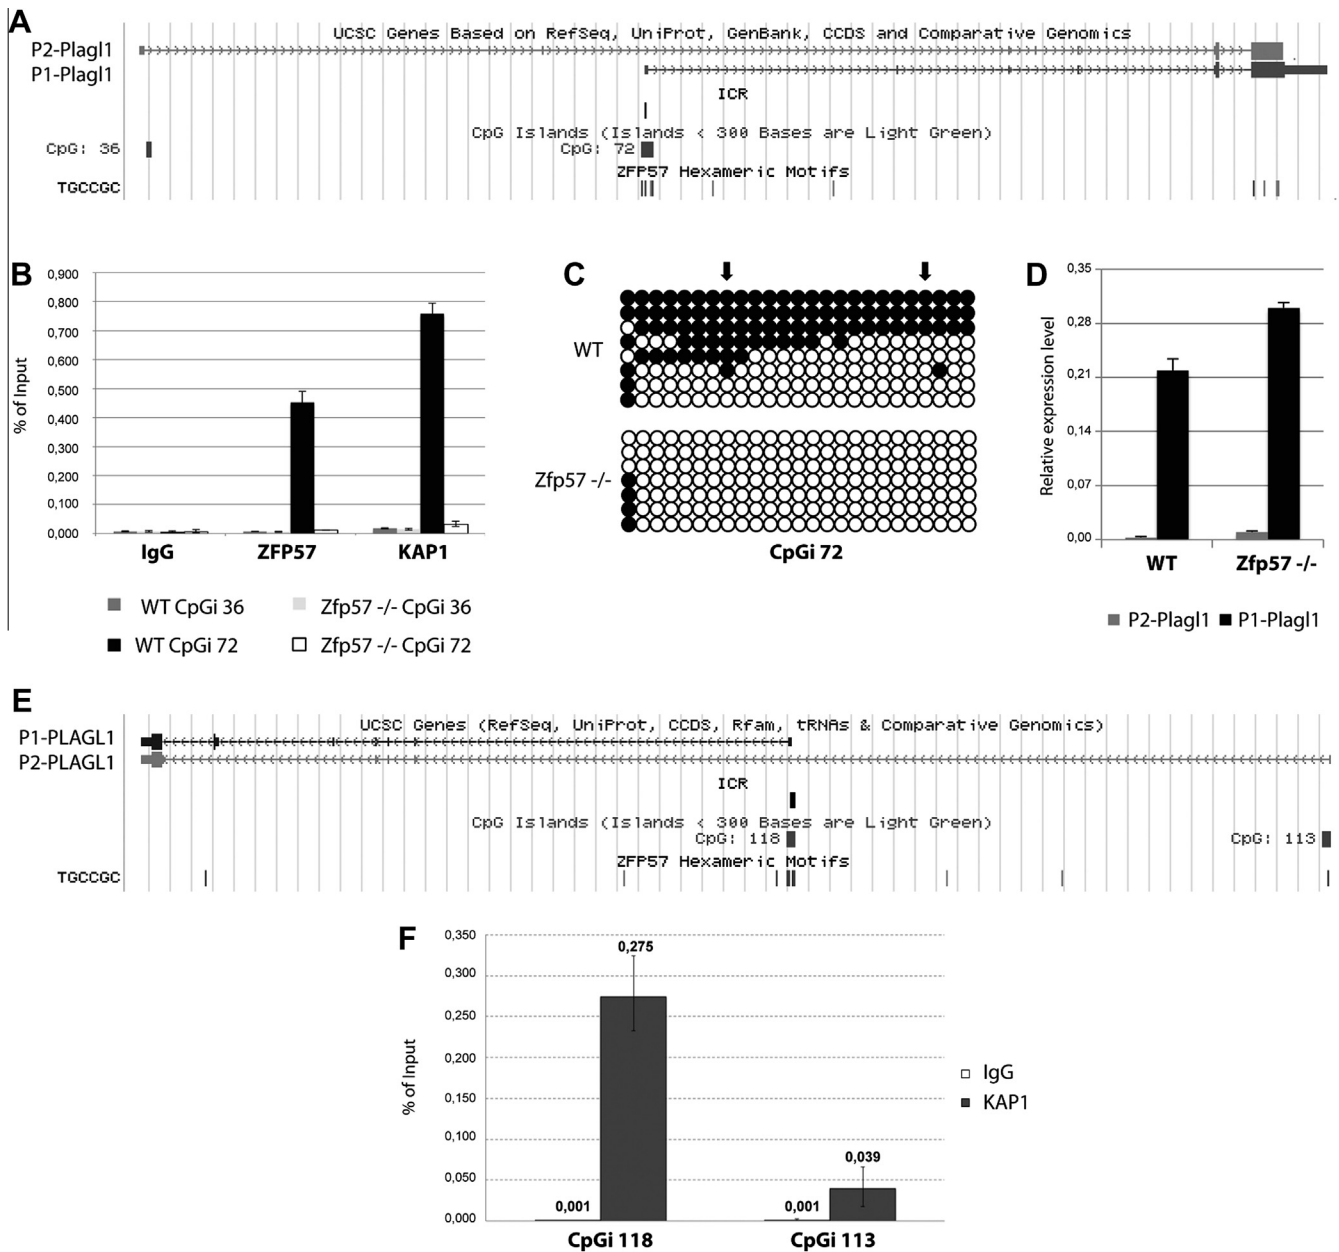 A
UCSC Genes Based on RefSeq, UniProt, GenBank, CCDS and Comparative Genomics
P2-Plagl1
P1-Plagl1
ICR
CpG Islands (Islands < 300 Bases are Light Green)
CpG: 36
CpG: 72
ZFP57 Hexameric Motifs
TGCCGC
B
0,900
0,800
0,700
0,600
0,500
0,400
0,300
0,200
0,100
0,000
% of Input
IgG
ZFP57
KAP1
WT CpGi 36
Zfp57 -/- CpGi 36
WT CpGi 72
Zfp57 -/- CpGi 72
C
WT
Zfp57 -/-
CpGi 72
D
0,35
0,28
0,21
0,14
0,07
0,00
Relative expression level
WT
Zfp57 -/-
P2-Plagl1
P1-Plagl1
E
UCSC Genes (RefSeq, UniProt, CCDS, Rfam, tRNAs & Comparative Genomics)
P1-PLAGL1
P2-PLAGL1
ICR
CpG Islands (Islands < 300 Bases are Light Green)
CpG: 118
CpG: 113
ZFP57 Hexameric Motifs
TGCCGC
F
0,350
0,300
0,250
0,200
0,150
0,100
0,050
0,000
% of Input
0,275
0,001
0,039
0,001
CpGi 118
CpGi 113
IgG
KAP1